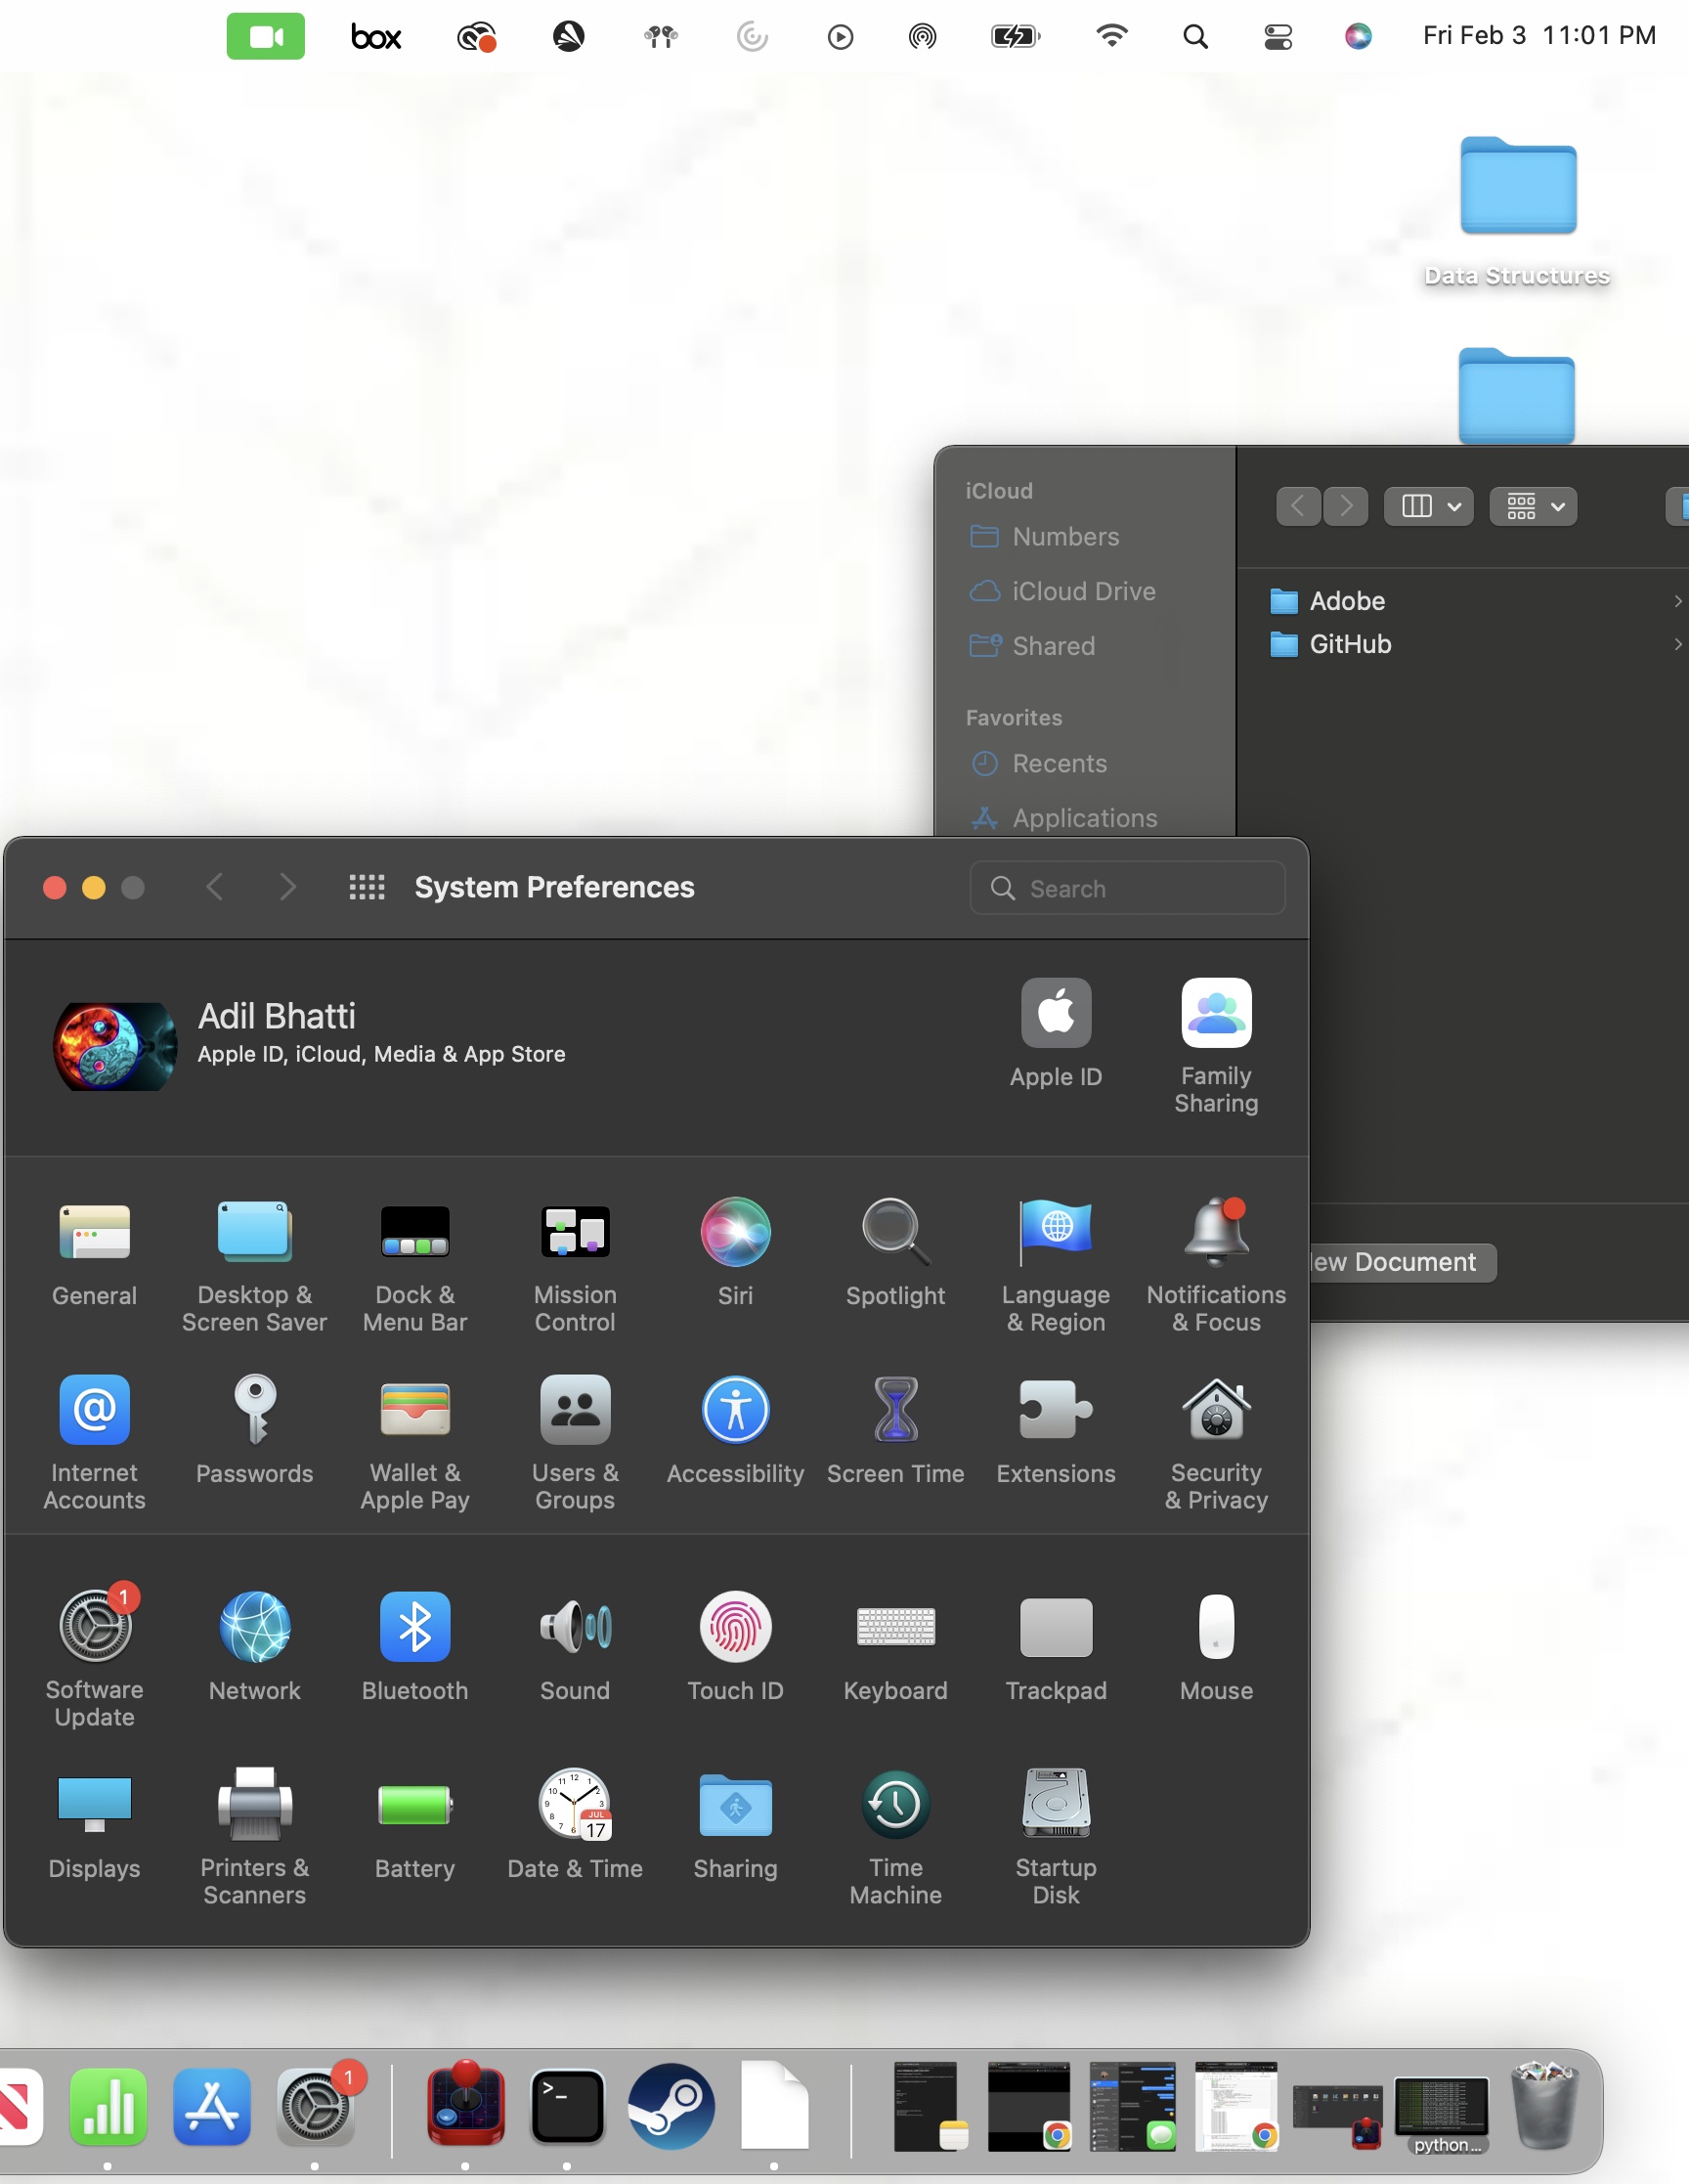 box
Fri Feb 3 11:01 PM
Data Structures
iCloud
Numbers
iCloud Drive
Shared
Favorites
Recents
Applications
Adobe
GitHub
ew Document
System Preferences
Search
Adil Bhatti
Apple ID, iCloud, Media & App Store
Apple ID
Family
Sharing
General
Desktop &
Screen Saver
Dock &
Menu Bar
Mission
Control
Siri
Spotlight
Language
& Region
Notifications
& Focus
Internet
Accounts
Passwords
Wallet &
Apple Pay
Users &
Groups
Accessibility
Screen Time
Extensions
Security
& Privacy
1
Software
Update
Network
Bluetooth
Sound
Touch ID
Keyboard
Trackpad
Mouse
Displays
Printers &
Scanners
Battery
JUL
17
Date & Time
Sharing
Time
Machine
Startup
Disk
1
>_
python...